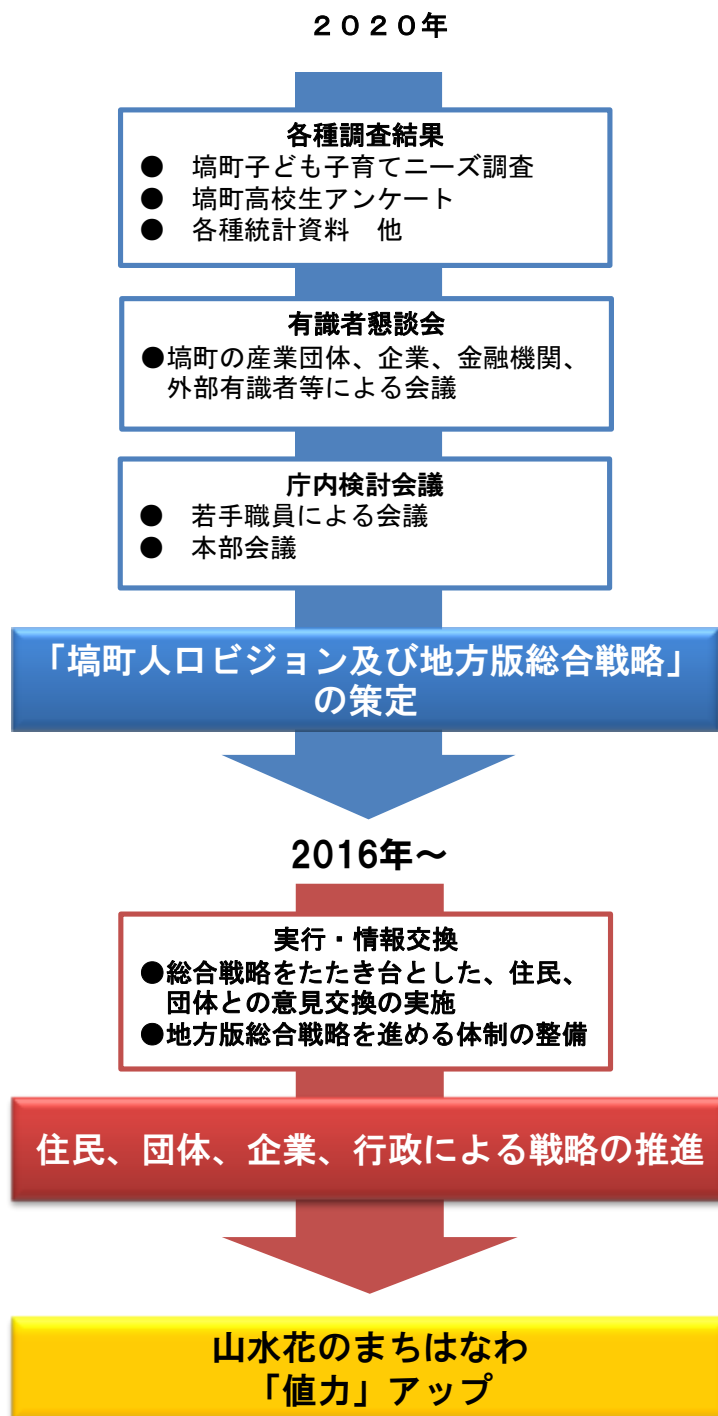 ２０２０年
各種調査結果
●　塙町子ども子育てニーズ調査
●　塙町高校生アンケート
●　各種統計資料　他
有識者懇談会
●塙町の産業団体、企業、金融機関、
外部有識者等による会議
庁内検討会議
●　若手職員による会議
●　本部会議
「塙町人口ビジョン及び地方版総合戦略」
の策定
2016年～
実行・情報交換
●総合戦略をたたき台とした、住民、
団体との意見交換の実施
●地方版総合戦略を進める体制の整備
住民、団体、企業、行政による戦略の推進
山水花のまちはなわ
「値力」アップ